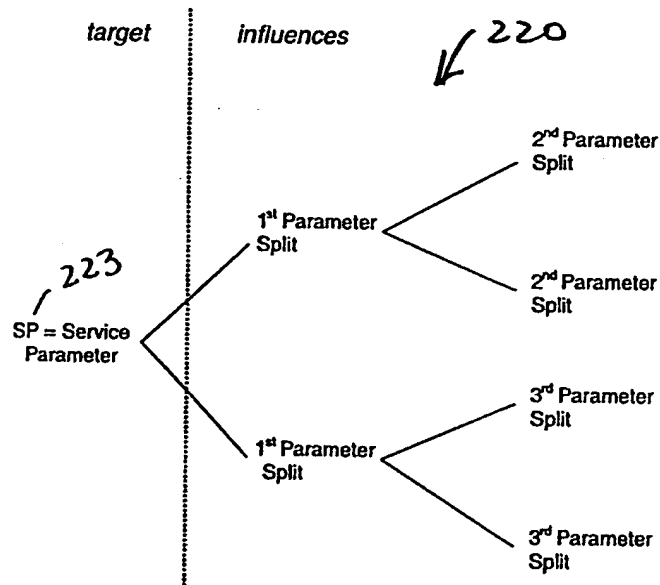 target
influences
220
2nd Parameter
Split
1st Parameter
Split
2nd Parameter
Split
223
SP = Service
Parameter
3rd Parameter
Split
1st Parameter
Split
3rd Parameter
Split